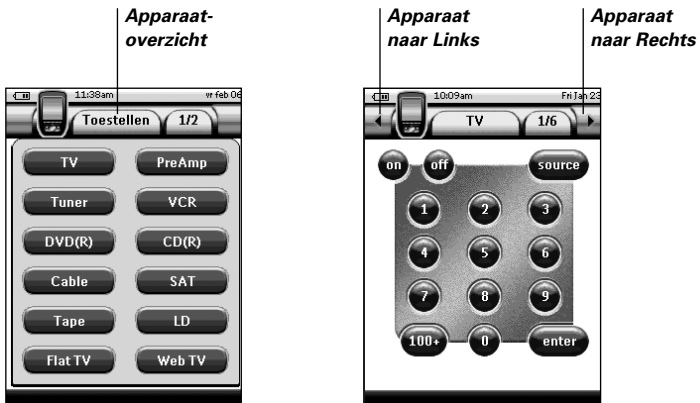 Apparaat-
overzicht
Apparaat
naar Links
Apparaat
naar Rechts
11:38am
vr feb 06
Toestellen 1/2
TV PreAmp
Tuner VCR
DVD(R) CD(R)
Cable SAT
Tape LD
Flat TV Web TV
10:09am
Fri Jan 23
TV 1/6
on off source
1 2 3
4 5 6
7 8 9
100+ 0 enter